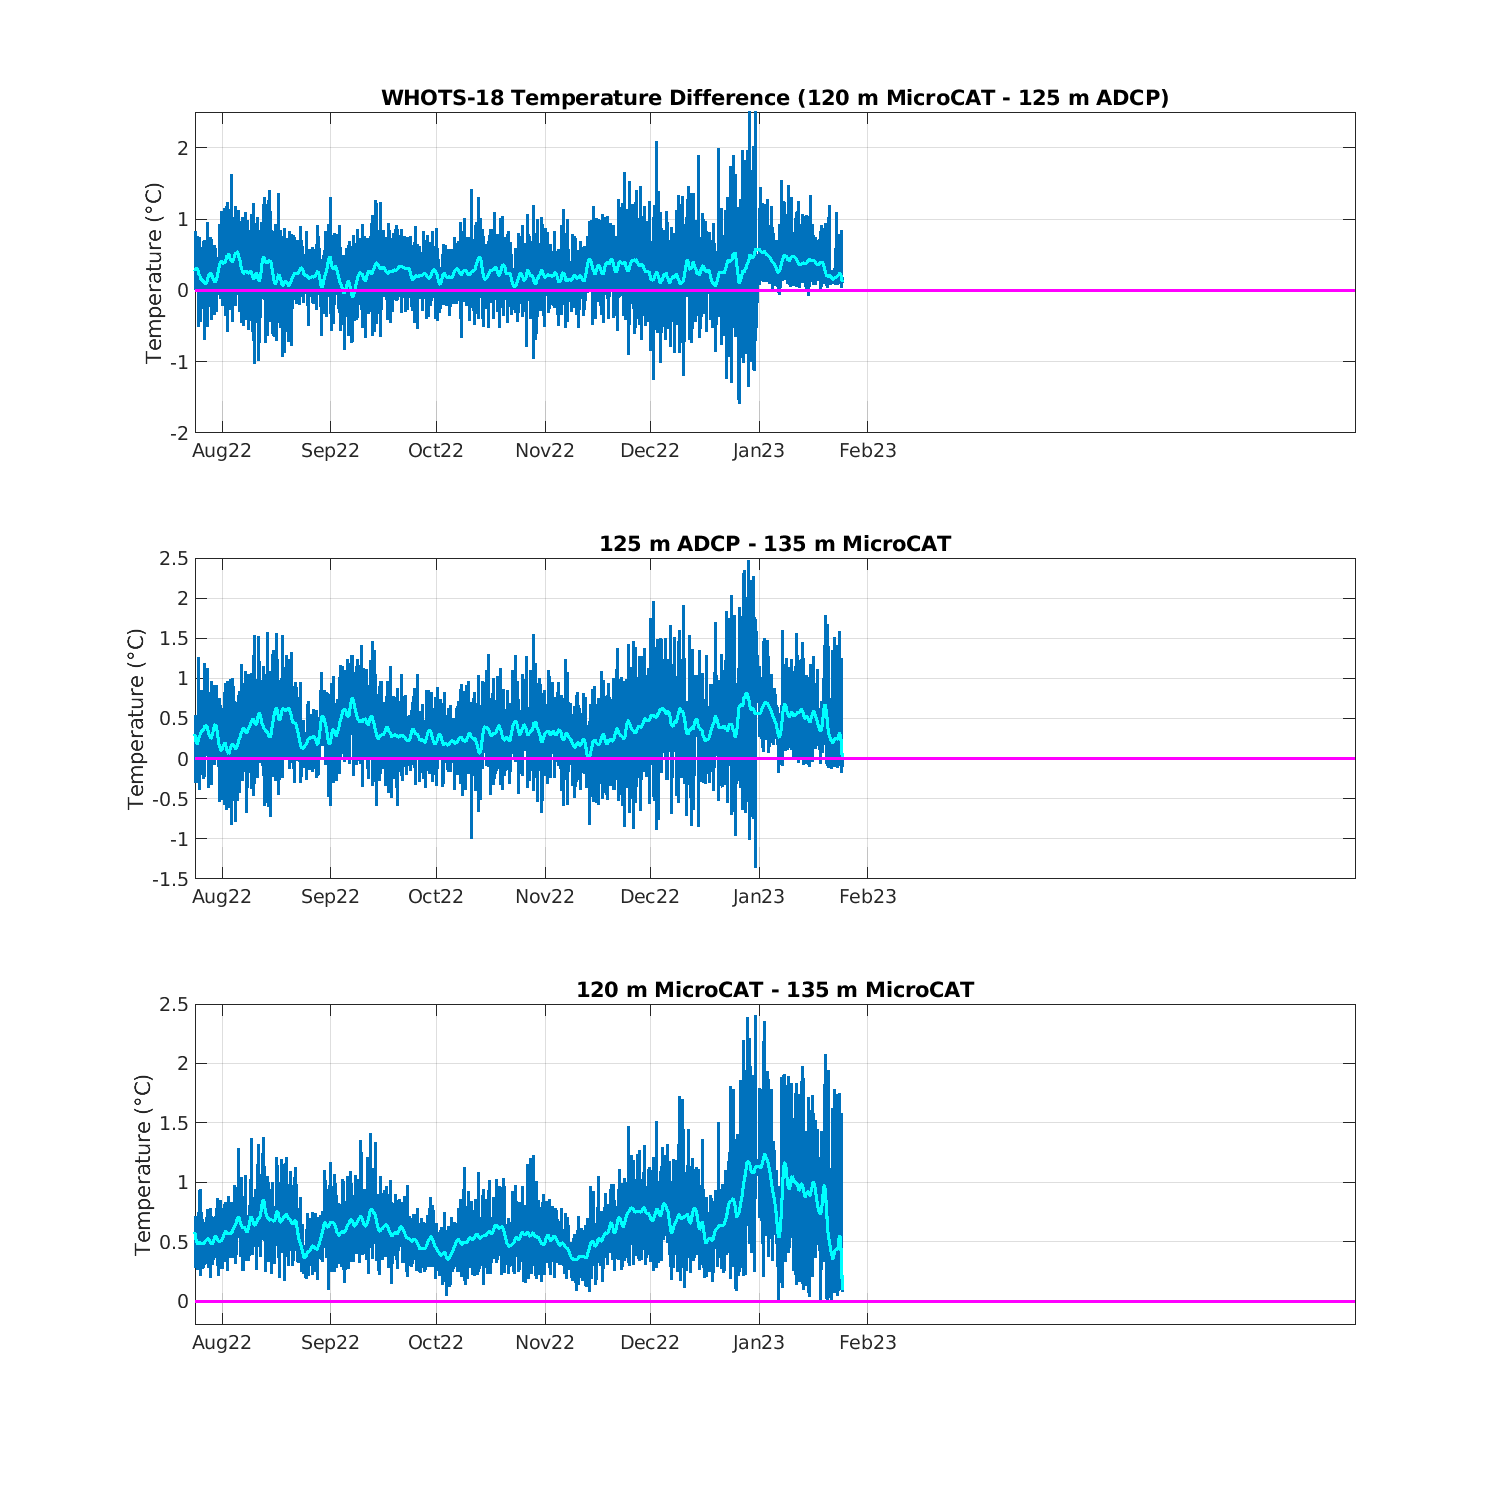 WHOTS-18 Temperature Difference (120 m MicroCAT - 125 m ADCP)
Temperature (°C)
2
1
0
-1
-2
Aug22 Sep22 Oct22 Nov22 Dec22 Jan23 Feb23
125 m ADCP - 135 m MicroCAT
Temperature (°C)
2.5
2
1.5
1
0.5
0
-0.5
-1
-1.5
Aug22 Sep22 Oct22 Nov22 Dec22 Jan23 Feb23
120 m MicroCAT - 135 m MicroCAT
Temperature (°C)
2.5
2
1.5
1
0.5
0
Aug22 Sep22 Oct22 Nov22 Dec22 Jan23 Feb23